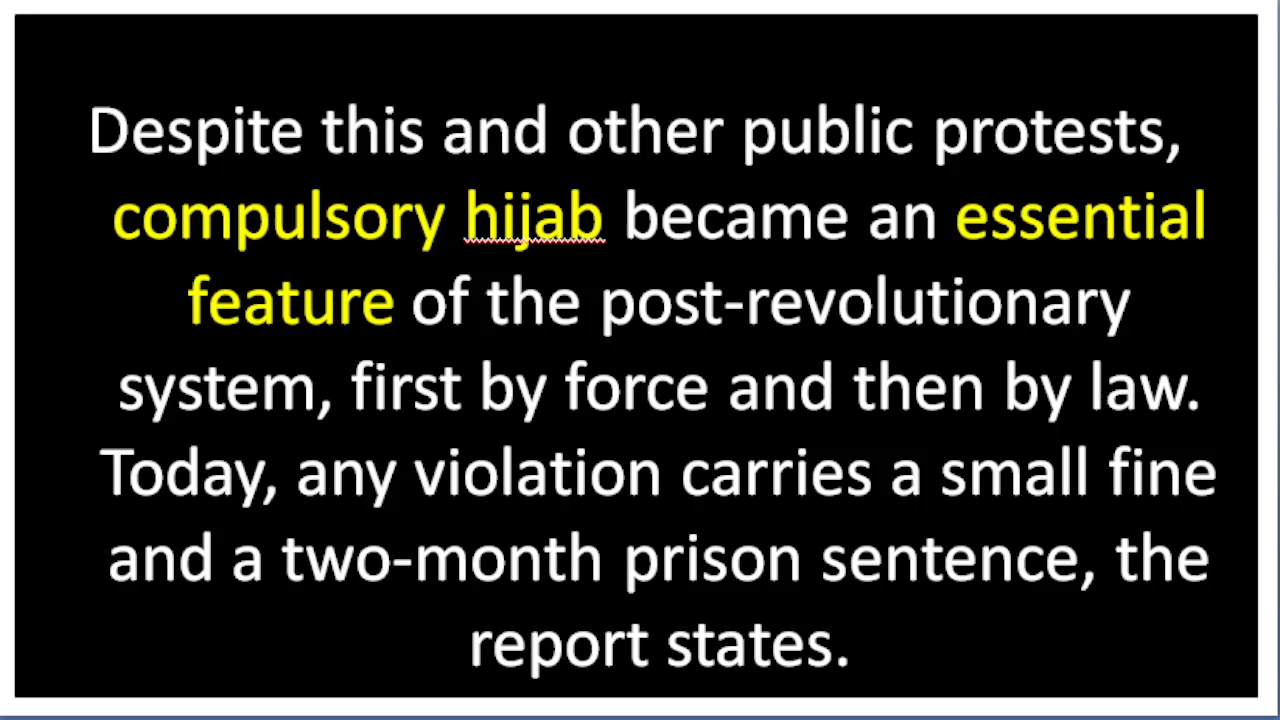 Despite this and other public protests,
compulsory hijab became an essential
feature of the post-revolutionary
system, first by force and then by law.
Today, any violation carries a small fine
and a two-month prison sentence, the
report states.